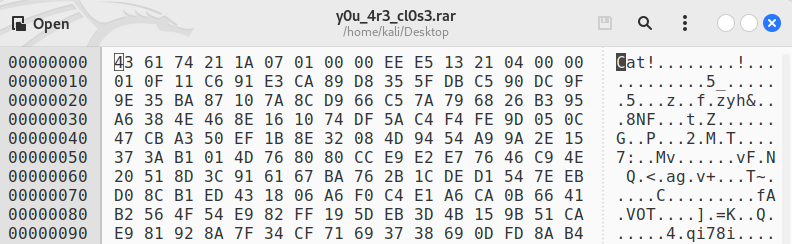 Open
y0u_4r3_cl0s3.rar
/home/kali/Desktop
00000000 43 61 74 21 1A 07 01 00 00 EE E5 13 21 04 00 00 Cat!........!...
00000010 01 0F 11 C6 91 E3 CA 89 D8 35 5F DB C5 90 DC 9F .........5_.....
00000020 9E 35 BA 87 10 7A 8C D9 66 C5 7A 79 68 26 B3 95 .5...z..f.zyh&..
00000030 A6 38 4E 46 8E 16 10 74 DF 5A C4 F4 FE 9D 05 0C .8NF...t.Z......
00000040 47 CB A3 50 EF 1B 8E 32 08 4D 94 54 A9 9A 2E 15 G..P...2.M.T....
00000050 37 3A B1 01 4D 76 80 80 CC E9 E2 E7 76 46 C9 4E 7:..Mv......vF.N
00000060 20 51 8D 3C 91 61 67 BA 76 2B 1C DE D1 54 7E EB  Q.<.ag.v+...T~.
00000070 D0 8C B1 ED 43 18 06 A6 F0 C4 E1 A6 CA 0B 66 41 ....C.........fA
00000080 B2 56 4F 54 E9 82 FF 19 5D EB 3D 4B 15 9B 51 CA .VOT....].=K..Q.
00000090 E9 81 92 8A 7F 34 CF 71 69 37 38 69 0D FD 8A B4 .....4.qi78i....